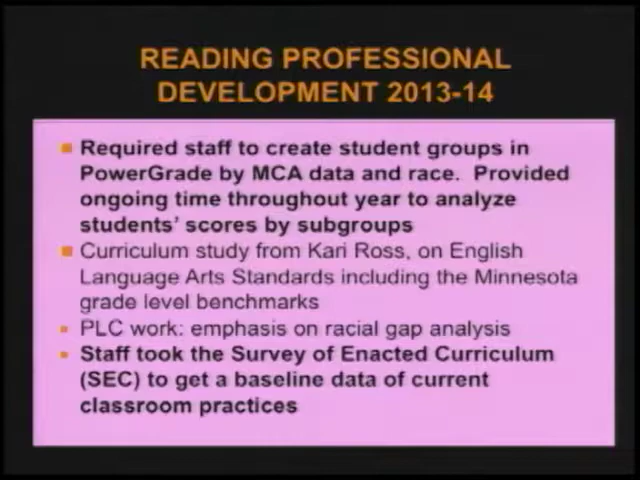 READING PROFESSIONAL
DEVELOPMENT 2013-14
Required staff to create student groups in
PowerGrade by MCA data and race. Provided
ongoing time throughout year to analyze
students' scores by subgroups
Curriculum study from Kari Ross, on English
Language Arts Standards including the Minnesota
grade level benchmarks
PLC work: emphasis on racial gap analysis
Staff took the Survey of Enacted Curriculum
(SEC) to get a baseline data of current
classroom practices